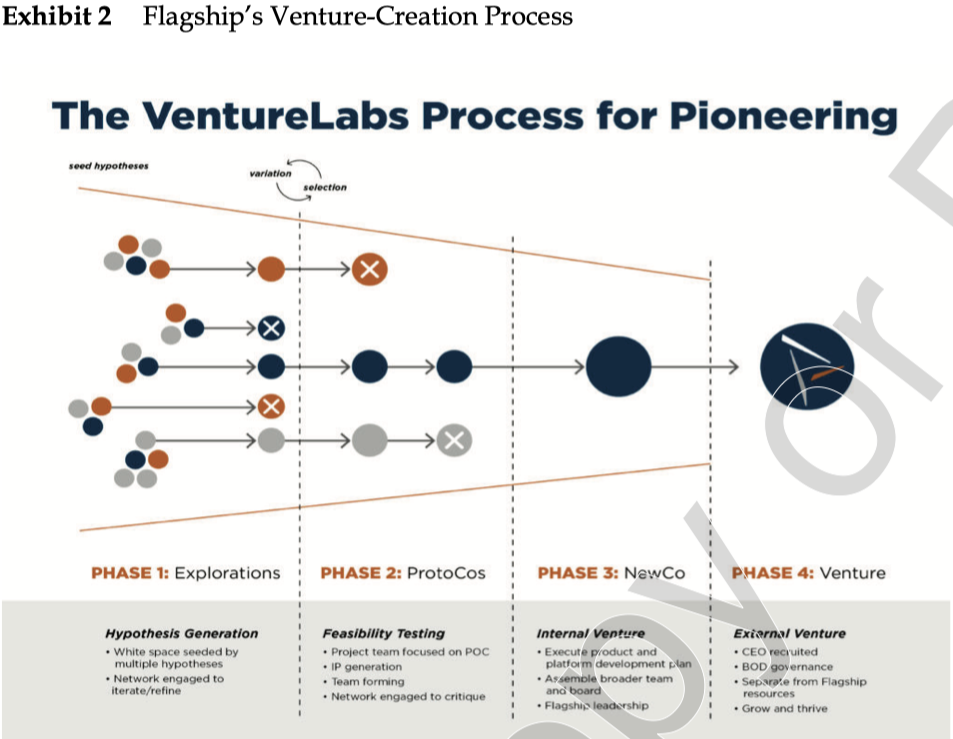 Exhibit 2 Flagship's Venture-Creation Process
The VentureLabs Process for Pioneering
seed hypotheses
variation
selection
PHASE 1: Explorations
PHASE 2: ProtoCos
PHASE 3: NewCo
PHASE 4: Venture
Hypothesis Generation
• White space seeded by
multiple hypotheses
• Network engaged to
iterate/refine
Feasibility Testing
• Project team focused on POC
• IP generation
• Team forming
• Network engaged to critique
Internal Venture
• Execute product and
platform development plan
• Assemble broader team
and board
• Flagship leadership
External Venture
• CEO recruited
• BOD governance
• Separate from Flagship
resources
• Grow and thrive